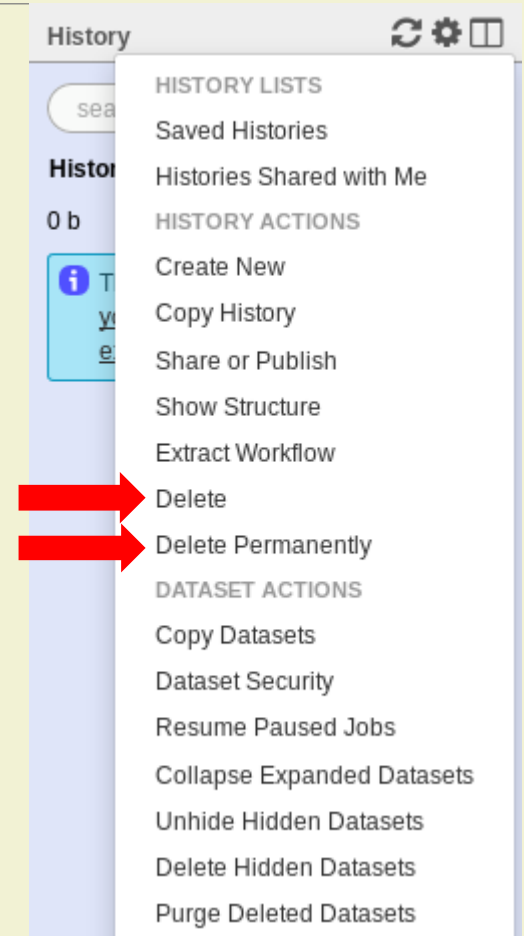 History
HISTORY LISTS
sea
Saved Histories
Histor
Histories Shared with Me
0 b
HISTORY ACTIONS
Create New
Copy History
Share or Publish
Show Structure
Extract Workflow
Delete
Delete Permanently
DATASET ACTIONS
Copy Datasets
Dataset Security
Resume Paused Jobs
Collapse Expanded Datasets
Unhide Hidden Datasets
Delete Hidden Datasets
Purge Deleted Datasets